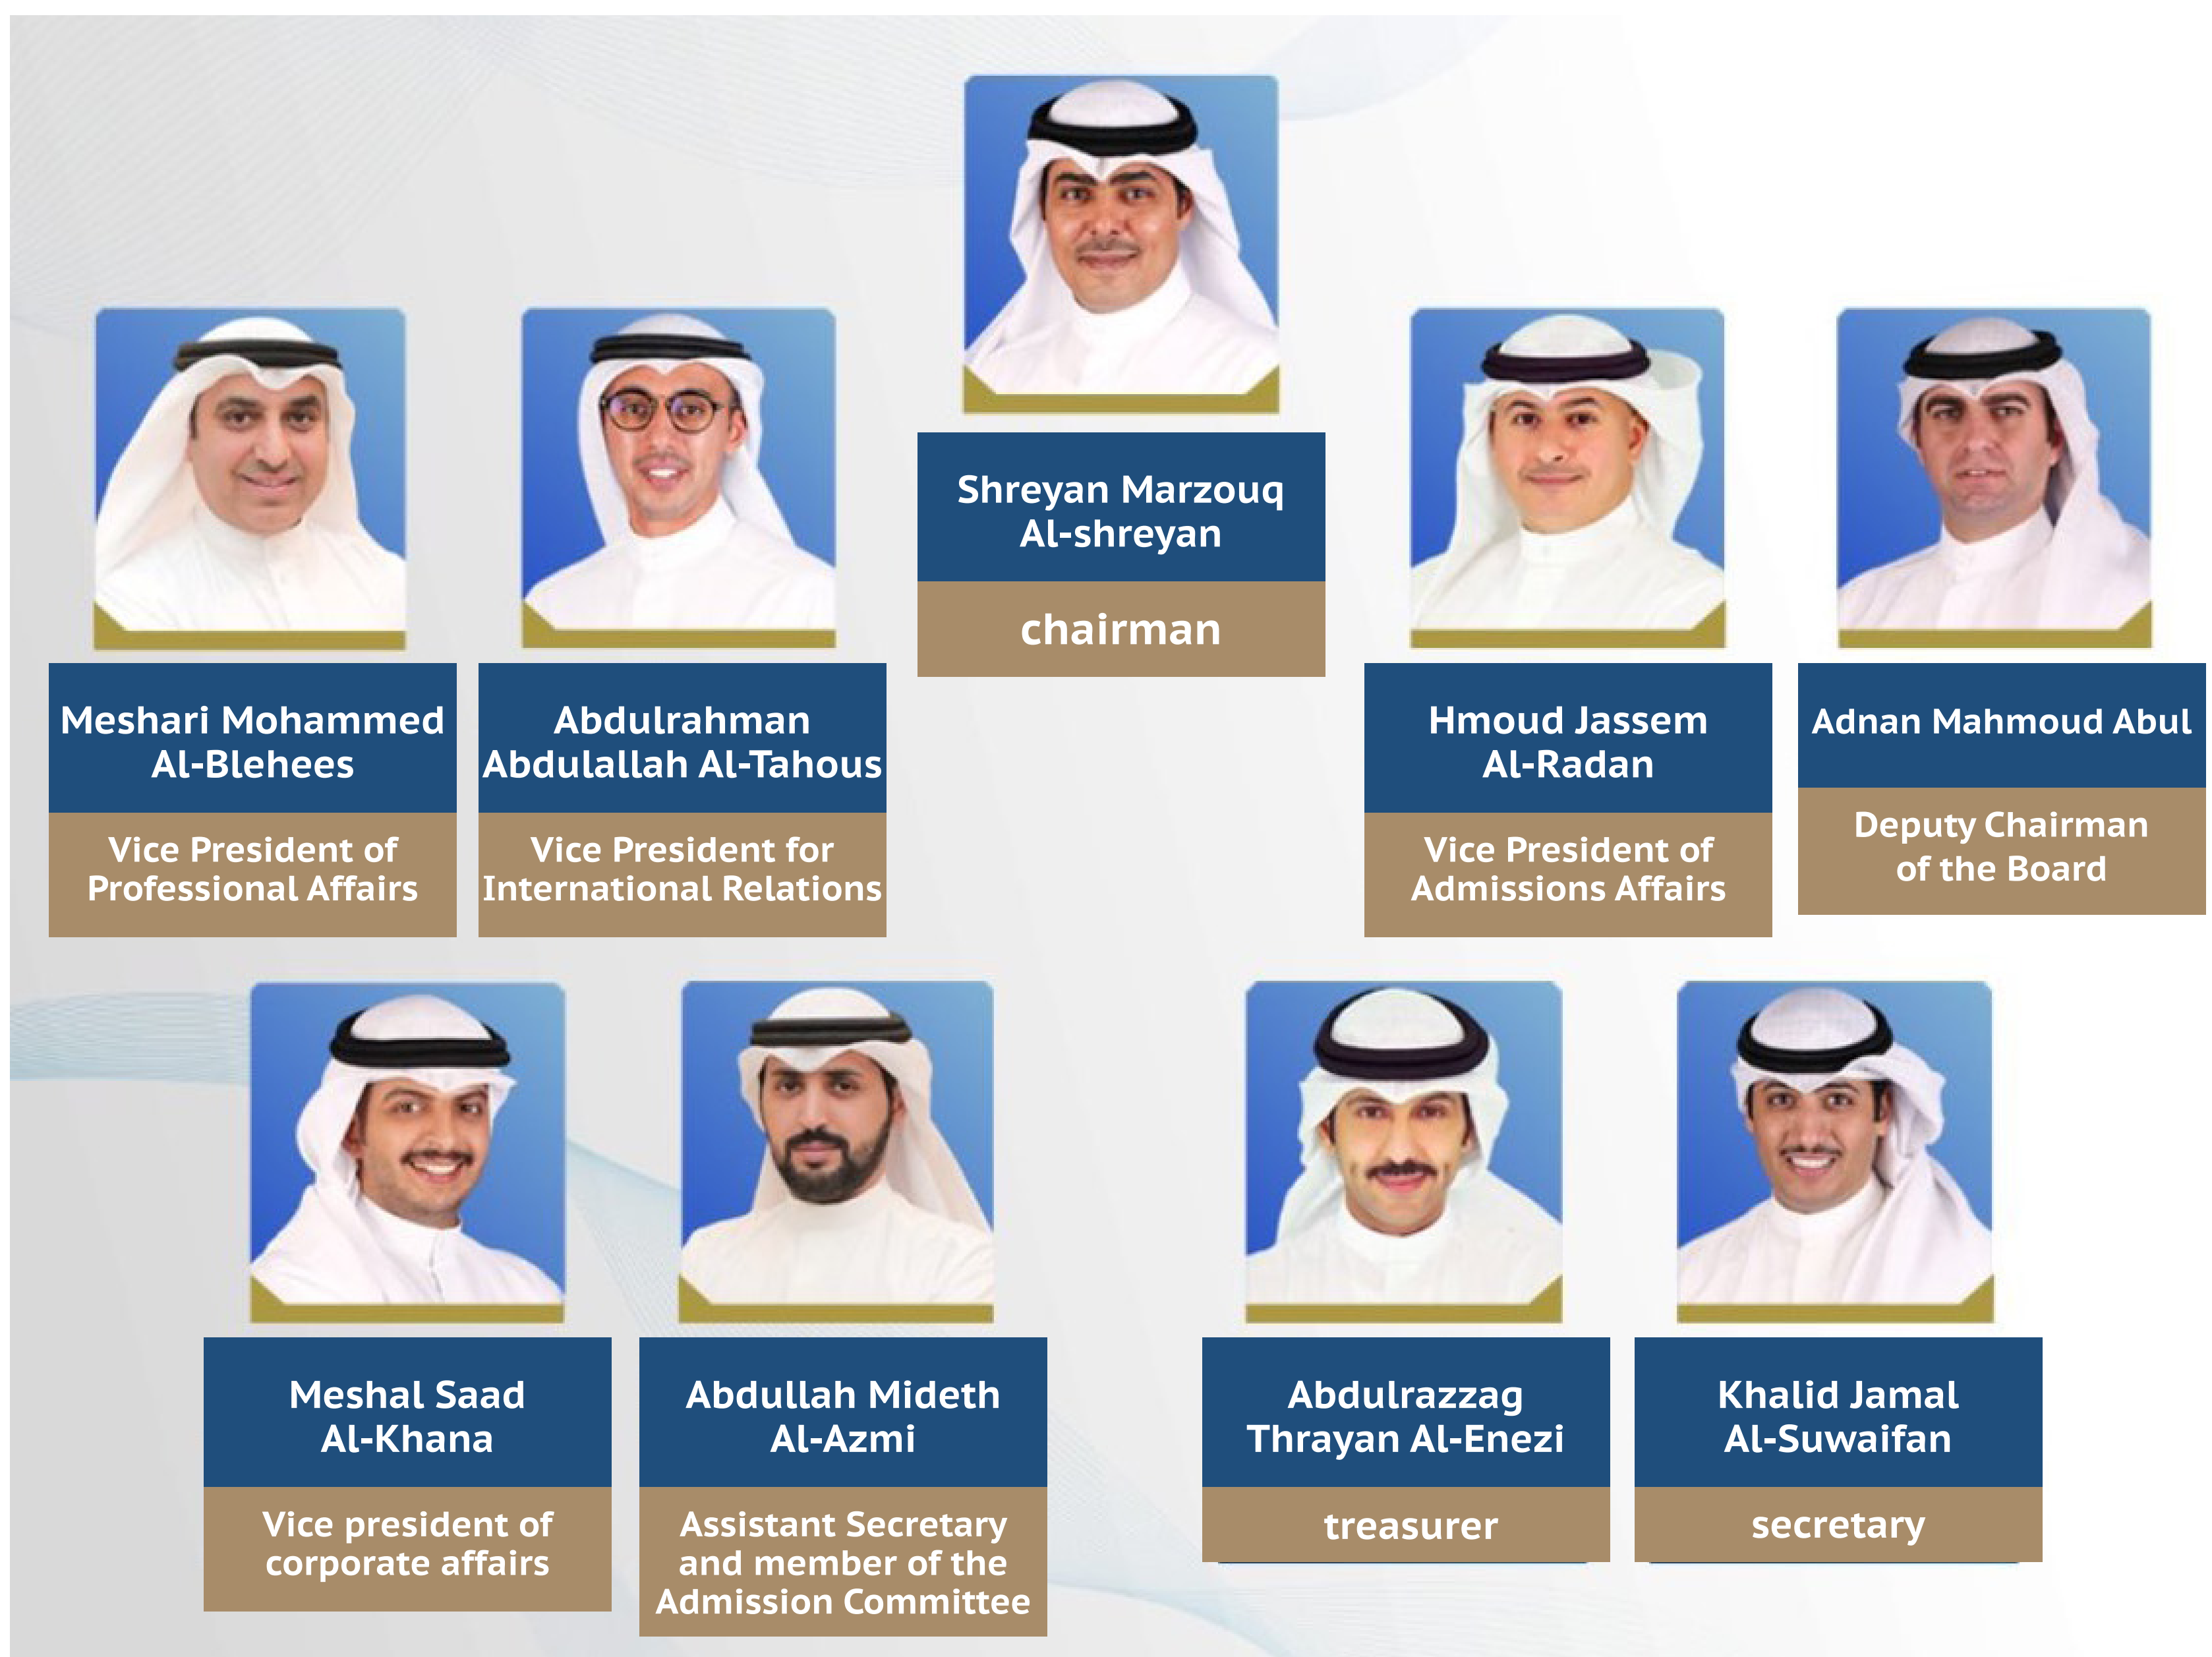 Shreyan Marzouq
Al-shreyan
chairman
Meshari Mohammed
Al-Blehees
Vice President of
Professional Affairs
Abdulrahman
Abdulallah Al-Tahous
Vice President for
International Relations
Hmoud Jassem
Al-Radan
Vice President of
Admissions Affairs
Adnan Mahmoud Abul
Deputy Chairman
of the Board
Meshal Saad
Al-Khana
Vice president of
corporate affairs
Abdullah Mideth
Al-Azmi
Assistant Secretary
and member of the
Admission Committee
Abdulrazzag
Thrayan Al-Enezi
treasurer
Khalid Jamal
Al-Suwaifan
secretary